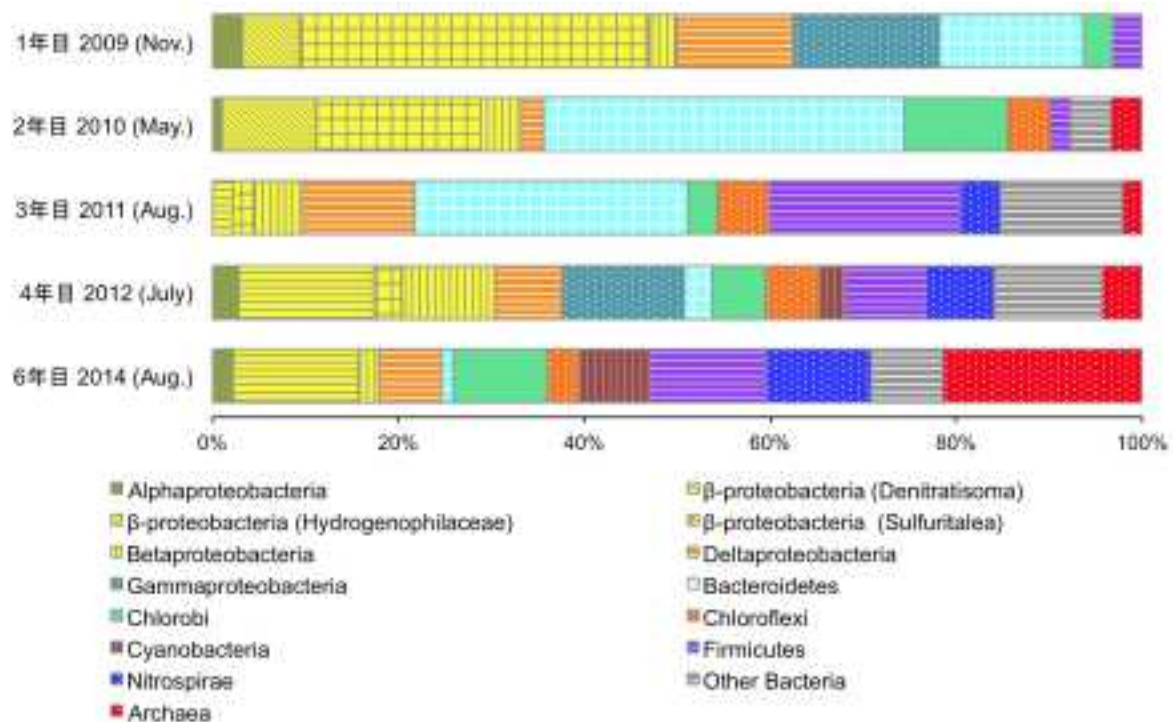 1年目 2009 (Nov.)
2年目 2010 (May.)
3年目 2011 (Aug.)
4年目 2012 (July)
6年目 2014 (Aug.)
0% 20% 40% 60% 80% 100%
Alphaproteobacteria β-proteobacteria (Denitratisoma)
β-proteobacteria (Hydrogenophilaceae) β-proteobacteria (Sulfuritalea)
Betaproteobacteria Deltaproteobacteria
Gammaproteobacteria Bacteroidetes
Chlorobi Chloroflexi
Cyanobacteria Firmicutes
Nitrospirae Other Bacteria
Archaea